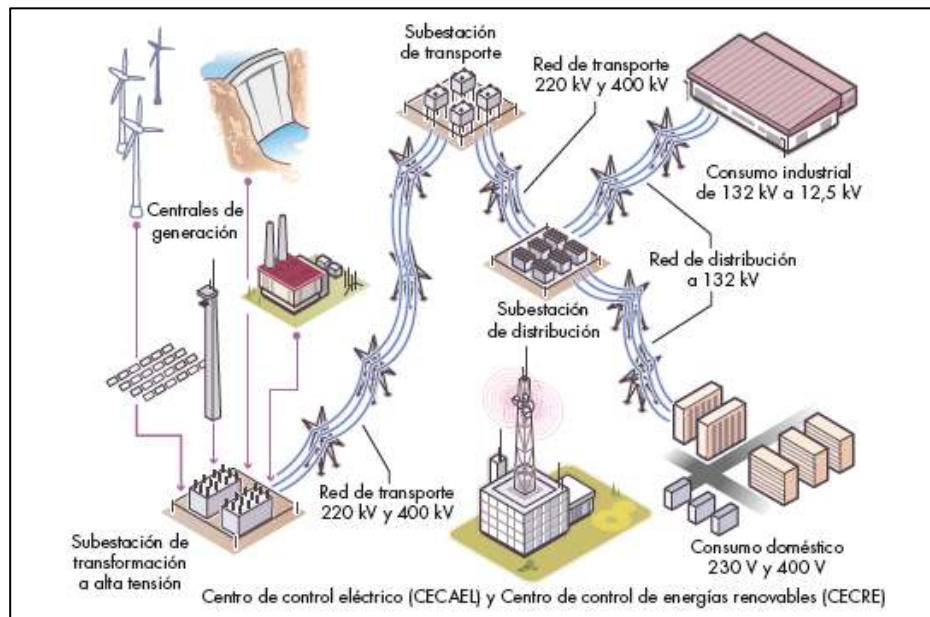 Subestación
de transporte
Red de transporte
220 kV y 400 kV
Consumo industrial
de 132 kV a 12,5 kV
Centrales de
generación
Red de distribución
a 132 kV
Subestación
de distribución
Red de transporte
220 kV y 400 kV
Subestación de
transformación
a alta tensión
Consumo doméstico
230 V y 400 V
Centro de control eléctrico (CECAEL) y Centro de control de energías renovables (CECRE)